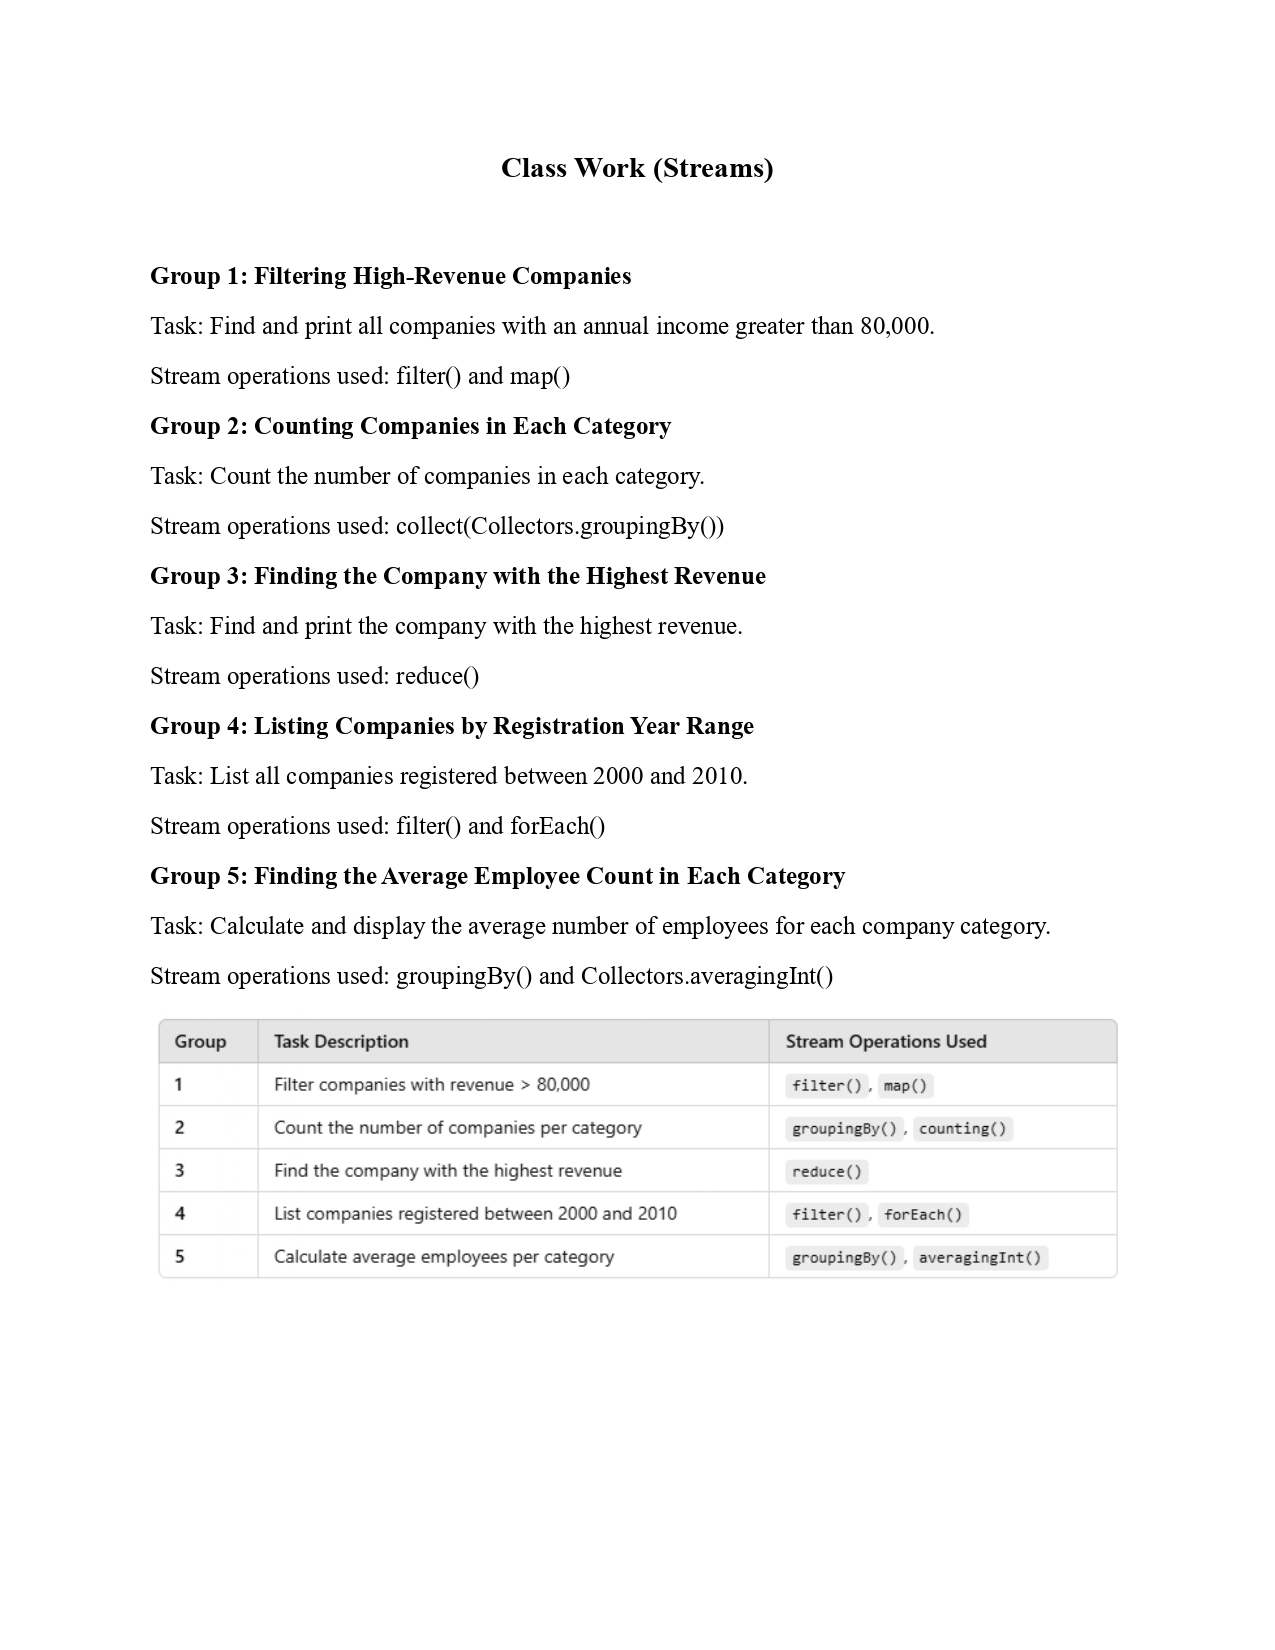 Class Work (Streams)
Group 1: Filtering High-Revenue Companies
Task: Find and print all companies with an annual income greater than 80,000.
Stream operations used: filter() and map()
Group 2: Counting Companies in Each Category
Task: Count the number of companies in each category.
Stream operations used: collect(Collectors.groupingBy())
Group 3: Finding the Company with the Highest Revenue
Task: Find and print the company with the highest revenue.
Stream operations used: reduce()
Group 4: Listing Companies by Registration Year Range
Task: List all companies registered between 2000 and 2010.
Stream operations used: filter() and forEach()
Group 5: Finding the Average Employee Count in Each Category
Task: Calculate and display the average number of employees for each company category.
Stream operations used: groupingBy() and Collectors.averagingInt()
Group Task Description Stream Operations Used
1 Filter companies with revenue > 80,000 filter(), map()
2 Count the number of companies per category groupingBy(), counting()
3 Find the company with the highest revenue reduce()
4 List companies registered between 2000 and 2010 filter(), forEach()
5 Calculate average employees per category groupingBy(), averagingInt()